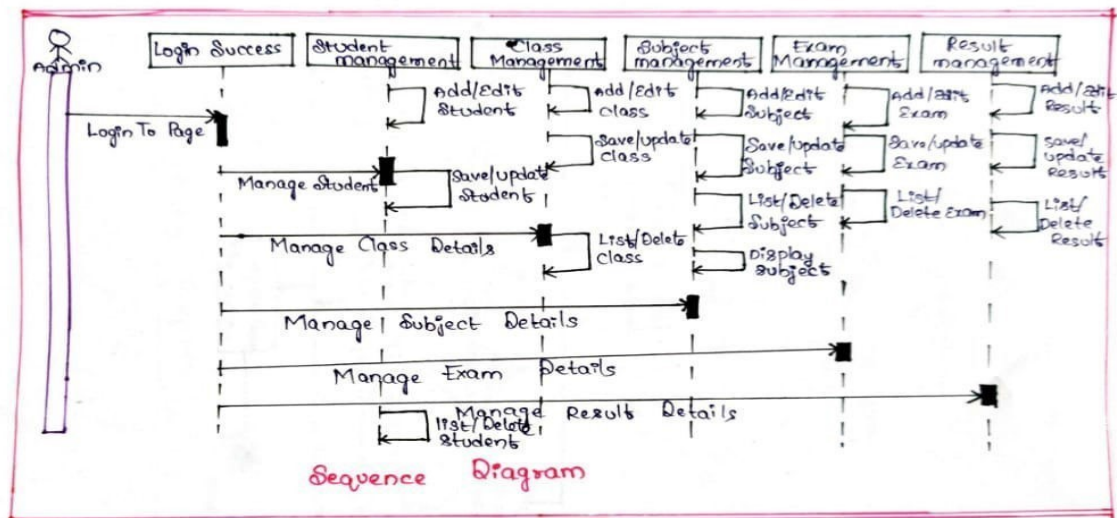 Admin
Login Success
Student
management
Class
Management
Subject
management
Exam
Management
Result
management
Add/Edit
Student
Add/Edit
Class
Add/Edit
Subject
Add/Edit
Exam
Add/Edit
Result
Login To Page
Save/update
Class
Save/update
Subject
Save/update
Exam
Save/
update
Result
Manage Student
Save/update
Student
List/Delete
Subject
List/
Delete Exam
List/
Delete
Result
Manage Class Details
List/Delete
Class
Display
Subject
Manage Subject Details
Manage Exam Details
Manage Result Details
List/Delete
Student
Sequence Diagram